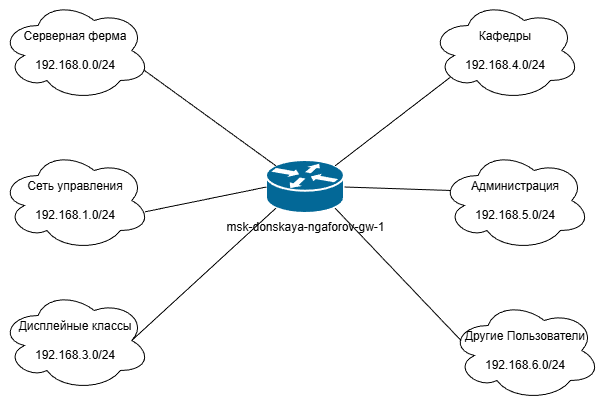 Серверная ферма
192.168.0.0/24
Кафедры
192.168.4.0/24
Сеть управления
192.168.1.0/24
msk-donskaya-ngaforov-gw-1
Администрация
192.168.5.0/24
Дисплейные классы
192.168.3.0/24
Другие Пользователи
192.168.6.0/24